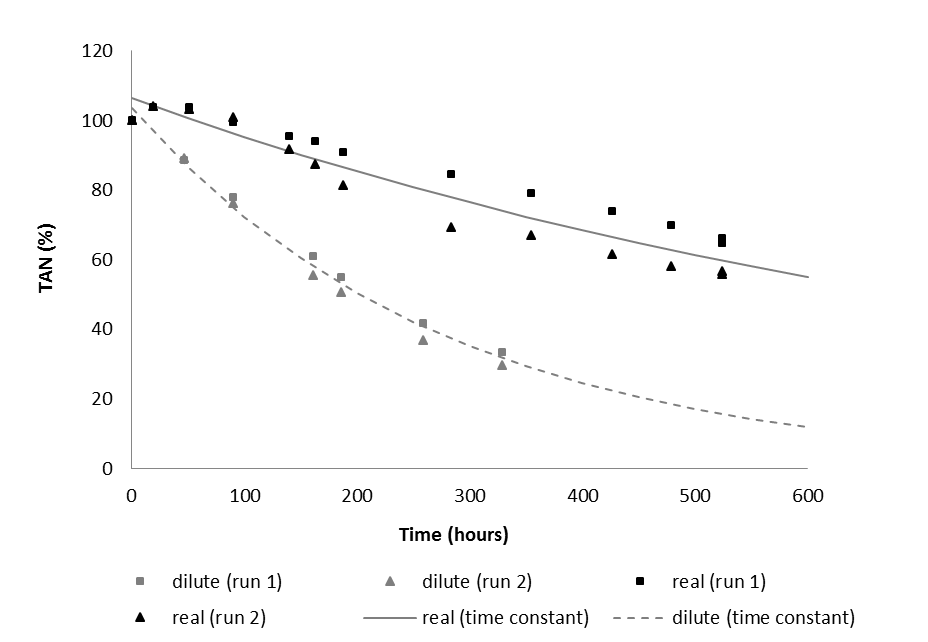 120
100
80
60
40
20
0
TAN (%)
0 100 200 300 400 500 600
Time (hours)
dilute (run 1) dilute (run 2) real (run 1)
real (run 2) real (time constant) dilute (time constant)